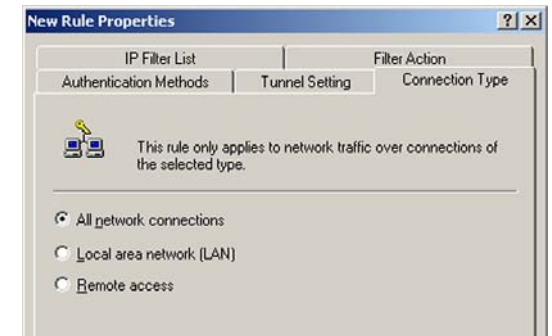 New Rule Properties
IP Filter List
Filter Action
Authentication Methods
Tunnel Setting
Connection Type
This rule only applies to network traffic over connections of
the selected type.
All network connections
Local area network (LAN)
Remote access